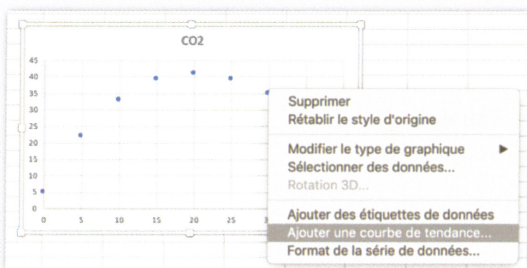 CO2
45
40
35
30
25
20
15
10
5
0
0 5 10 15 20 25
Supprimer
Rétablir le style d'origine
Modifier le type de graphique
Sélectionner des données...
Rotation 3D...
Ajouter des étiquettes de données
Ajouter une courbe de tendance...
Format de la série de données...